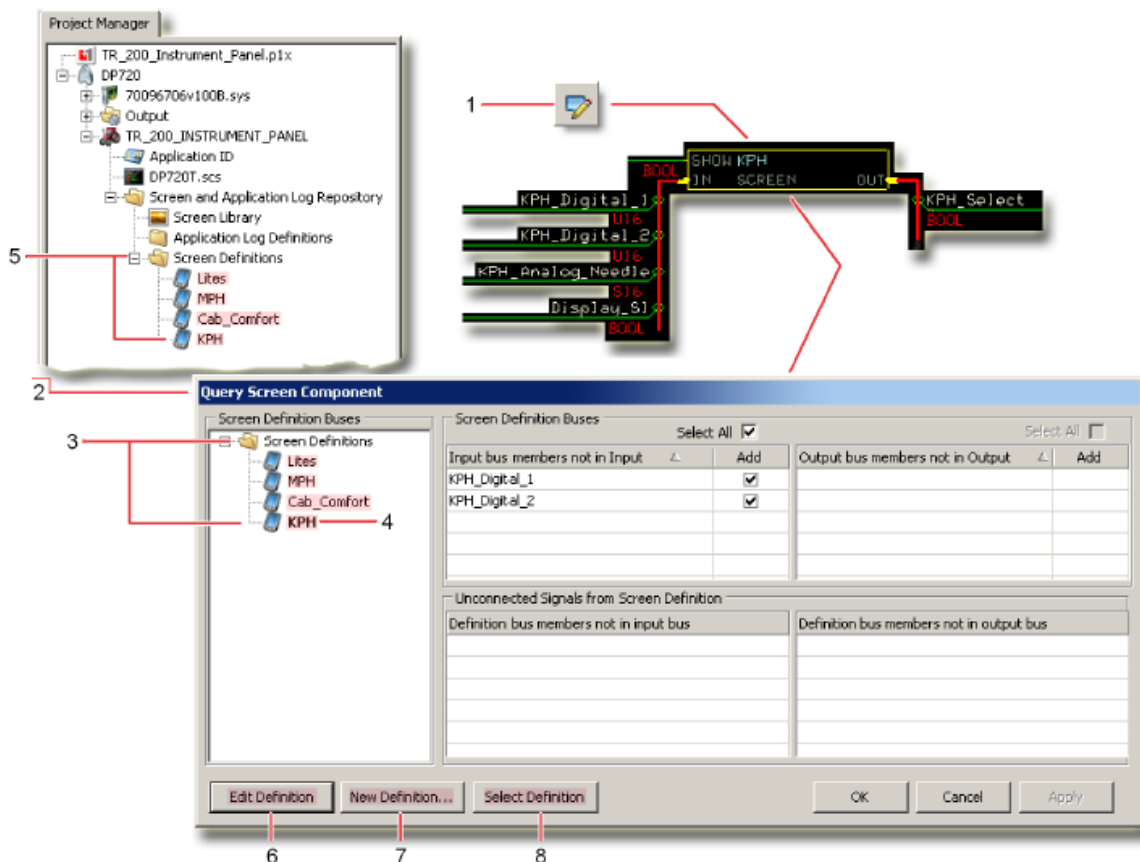 Project Manager
TR_200_Instrument_Panel.p1x
DP720
70096706v100B.sys
Output
TR_200_INSTRUMENT_PANEL
Application ID
DP720T.scs
Screen and Application Log Repository
Screen Library
Application Log Definitions
5
Screen Definitions
Lites
MPH
Cab_Comfort
KPH
1
SHOW KPH
BOOL
IN SCREEN OUT
KPH_Digital_1
U16
KPH_Digital_2
U16
KPH_Analog_Needle
S16
Display_Sl
BOOL
KPH_Select
BOOL
2
Query Screen Component
Screen Definition Buses
3
Screen Definitions
Lites
MPH
Cab_Comfort
KPH
4
Screen Definition Buses
Select All
Select All
Input bus members not in Input Add
Output bus members not in Output Add
KPH_Digital_1
KPH_Digital_2
Unconnected Signals from Screen Definition
Definition bus members not in input bus
Definition bus members not in output bus
Edit Definition
New Definition...
Select Definition
OK
Cancel
Apply
6
7
8